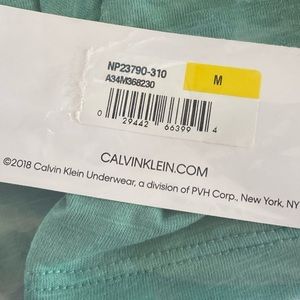 NP23790-310
A34M368230
M
0 29442 66399 4
CALVINKLEIN.COM
©2018 Calvin Klein Underwear, a division of PVH Corp., New York, NY